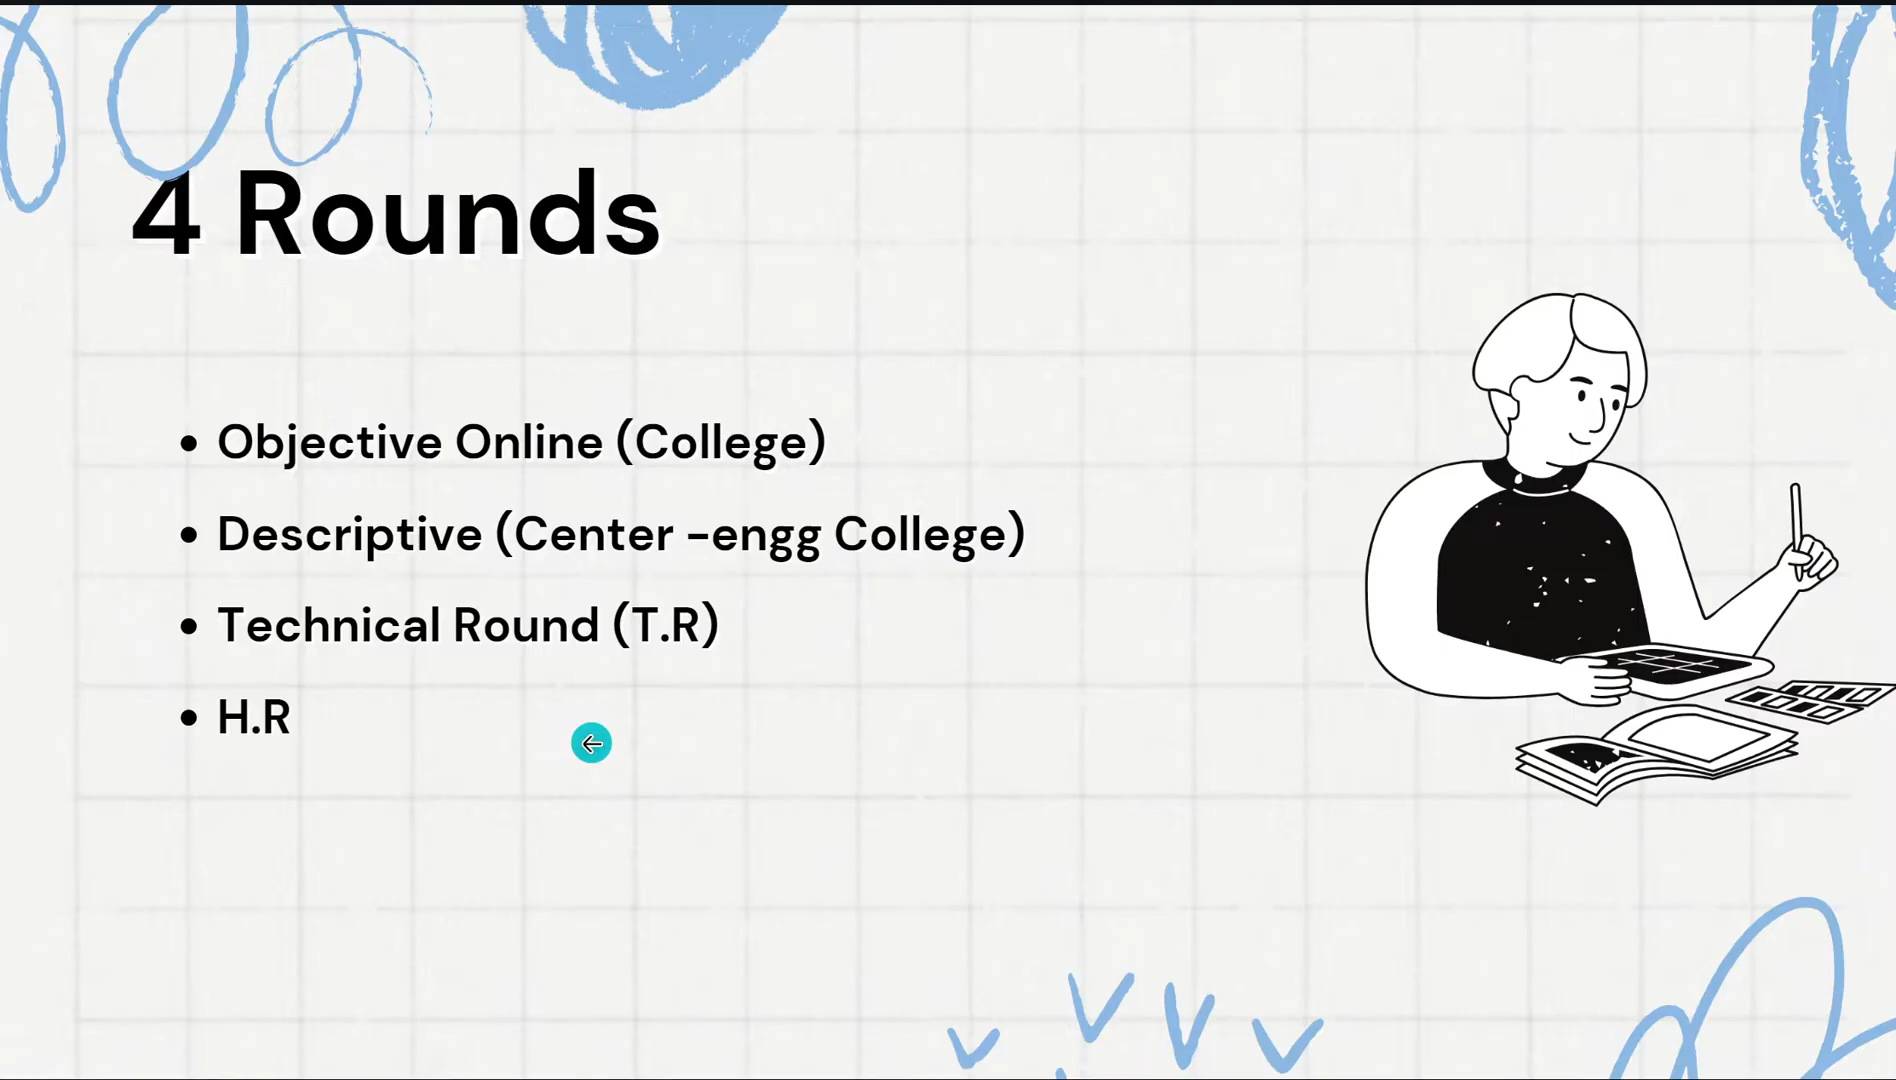 4 Rounds
• Objective Online (College)
• Descriptive (Center -engg College)
• Technical Round (T.R)
• H.R